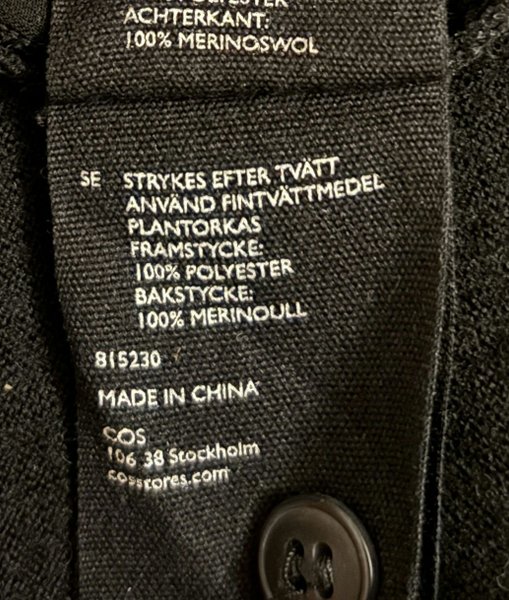 ACHTERKANT:
100% MERINOSWOL
SE STRYKES EFTER TVÄTT
ANVÄND FINTVÄTTMEDEL
PLANTORKAS
FRAMSTYCKE:
100% POLYESTER
BAKSTYCKE:
100% MERINOULL
815230
MADE IN CHINA
COS
106 38 Stockholm
cosstores.com